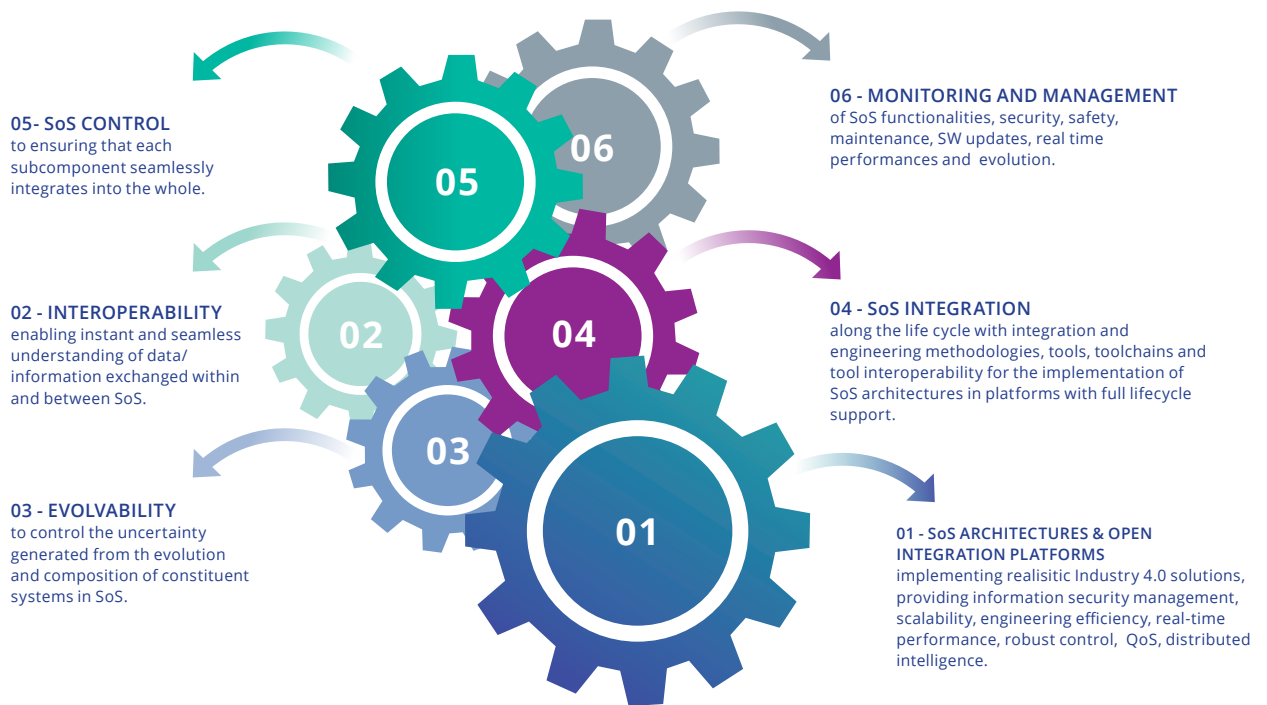 05- SoS CONTROL
to ensuring that each
subcomponent seamlessly
integrates into the whole.
02 - INTEROPERABILITY
enabling instant and seamless
understanding of data/
information exchanged within
and between SoS.
03 - EVOLVABILITY
to control the uncertainty
generated from th evolution
and composition of constituent
systems in SoS.
05
06
02
04
03
01
06 - MONITORING AND MANAGEMENT
of SoS functionalities, security, safety,
maintenance, SW updates, real time
performances and  evolution.
04 - SoS INTEGRATION
along the life cycle with integration and
engineering methodologies, tools, toolchains and
tool interoperability for the implementation of
SoS architectures in platforms with full lifecycle
support.
01 - SoS ARCHITECTURES & OPEN
INTEGRATION PLATFORMS
implementing realisitic Industry 4.0 solutions,
providing information security management,
scalability, engineering efficiency, real-time
performance, robust control,  QoS, distributed
intelligence.